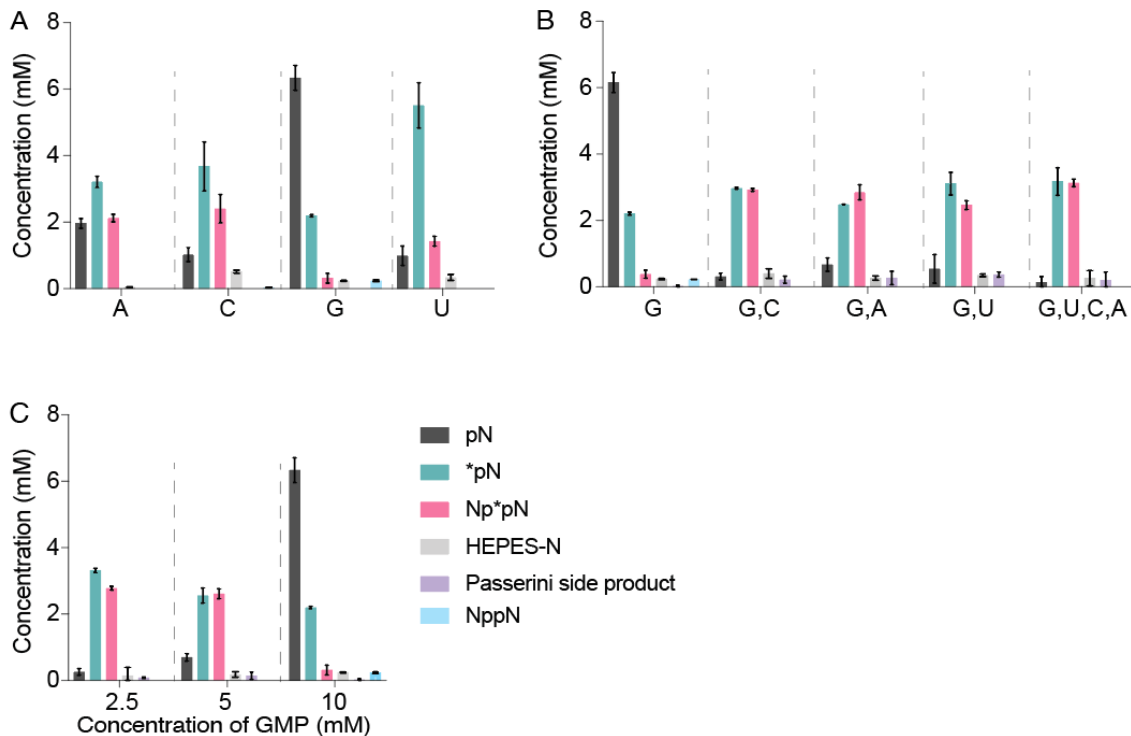 A
8
6
4
2
0
Concentration (mM)
A C G U
B
8
6
4
2
0
Concentration (mM)
G G,C G,A G,U G,U,C,A
C
8
6
4
2
0
Concentration (mM)
2.5 5 10
Concentration of GMP (mM)
pN
*pN
Np*pN
HEPES-N
Passerini side product
NppN